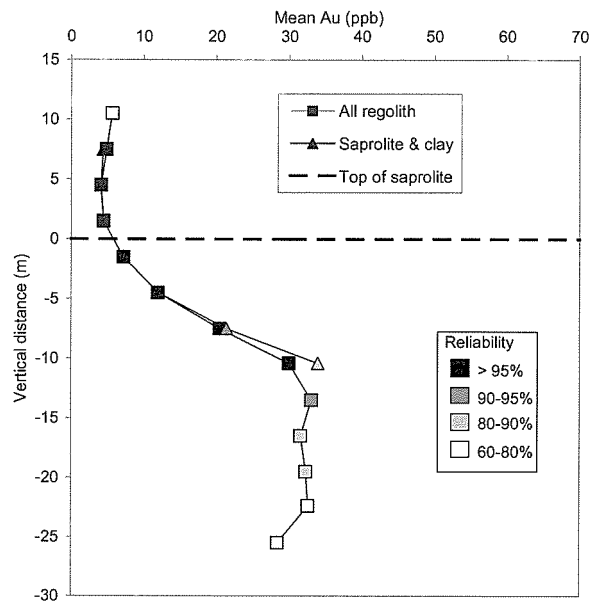 Mean Au (ppb)
0 10 20 30 40 50 60 70
15
10
5
0
-5
-10
-15
-20
-25
-30
Vertical distance (m)
All regolith
Saprolite & clay
Top of saprolite
Reliability
> 95%
90-95%
80-90%
60-80%